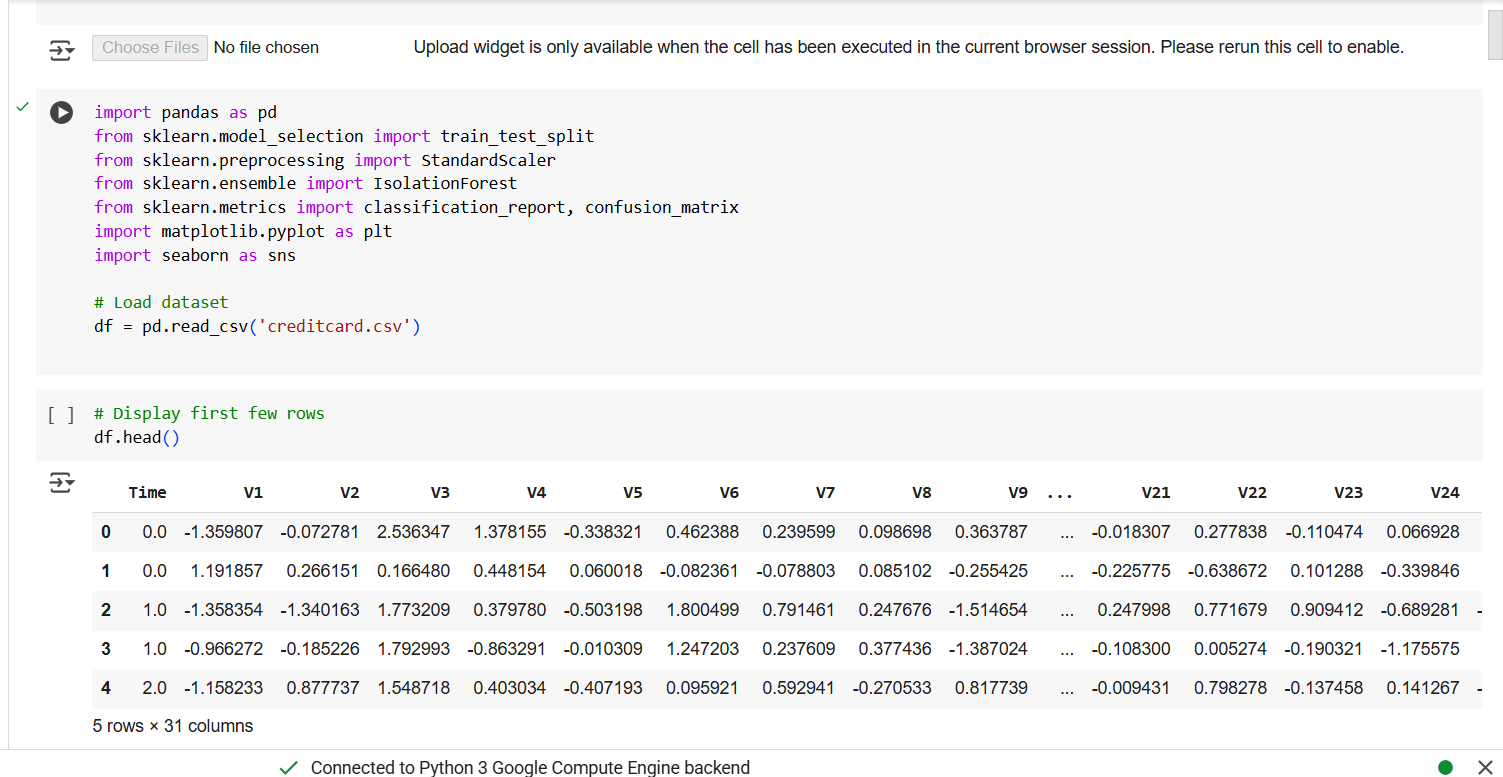 Choose Files No file chosen Upload widget is only available when the cell has been executed in the current browser session. Please rerun this cell to enable.
import pandas as pd
from sklearn.model_selection import train_test_split
from sklearn.preprocessing import StandardScaler
from sklearn.ensemble import IsolationForest
from sklearn.metrics import classification_report, confusion_matrix
import matplotlib.pyplot as plt
import seaborn as sns
# Load dataset
df = pd.read_csv('creditcard.csv')
[ ] # Display first few rows
df.head()
Time V1 V2 V3 V4 V5 V6 V7 V8 V9 ... V21 V22 V23 V24
0 0.0 -1.359807 -0.072781 2.536347 1.378155 -0.338321 0.462388 0.239599 0.098698 0.363787 ... -0.018307 0.277838 -0.110474 0.066928
1 0.0 1.191857 0.266151 0.166480 0.448154 0.060018 -0.082361 -0.078803 0.085102 -0.255425 ... -0.225775 -0.638672 0.101288 -0.339846
2 1.0 -1.358354 -1.340163 1.773209 0.379780 -0.503198 1.800499 0.791461 0.247676 -1.514654 ... 0.247998 0.771679 0.909412 -0.689281 -
3 1.0 -0.966272 -0.185226 1.792993 -0.863291 -0.010309 1.247203 0.237609 0.377436 -1.387024 ... -0.108300 0.005274 -0.190321 -1.175575
4 2.0 -1.158233 0.877737 1.548718 0.403034 -0.407193 0.095921 0.592941 -0.270533 0.817739 ... -0.009431 0.798278 -0.137458 0.141267 -
5 rows × 31 columns
Connected to Python 3 Google Compute Engine backend